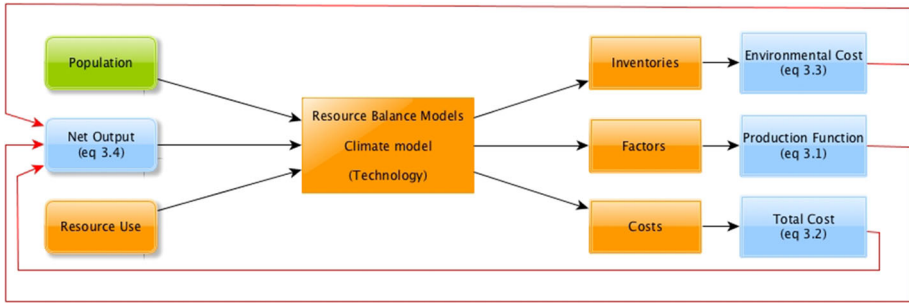 Population
Net Output
(eq 3.4)
Resource Use
Resource Balance Models
Climate model
(Technology)
Inventories
Factors
Costs
Environmental Cost
(eq 3.3)
Production Function
(eq 3.1)
Total Cost
(eq 3.2)